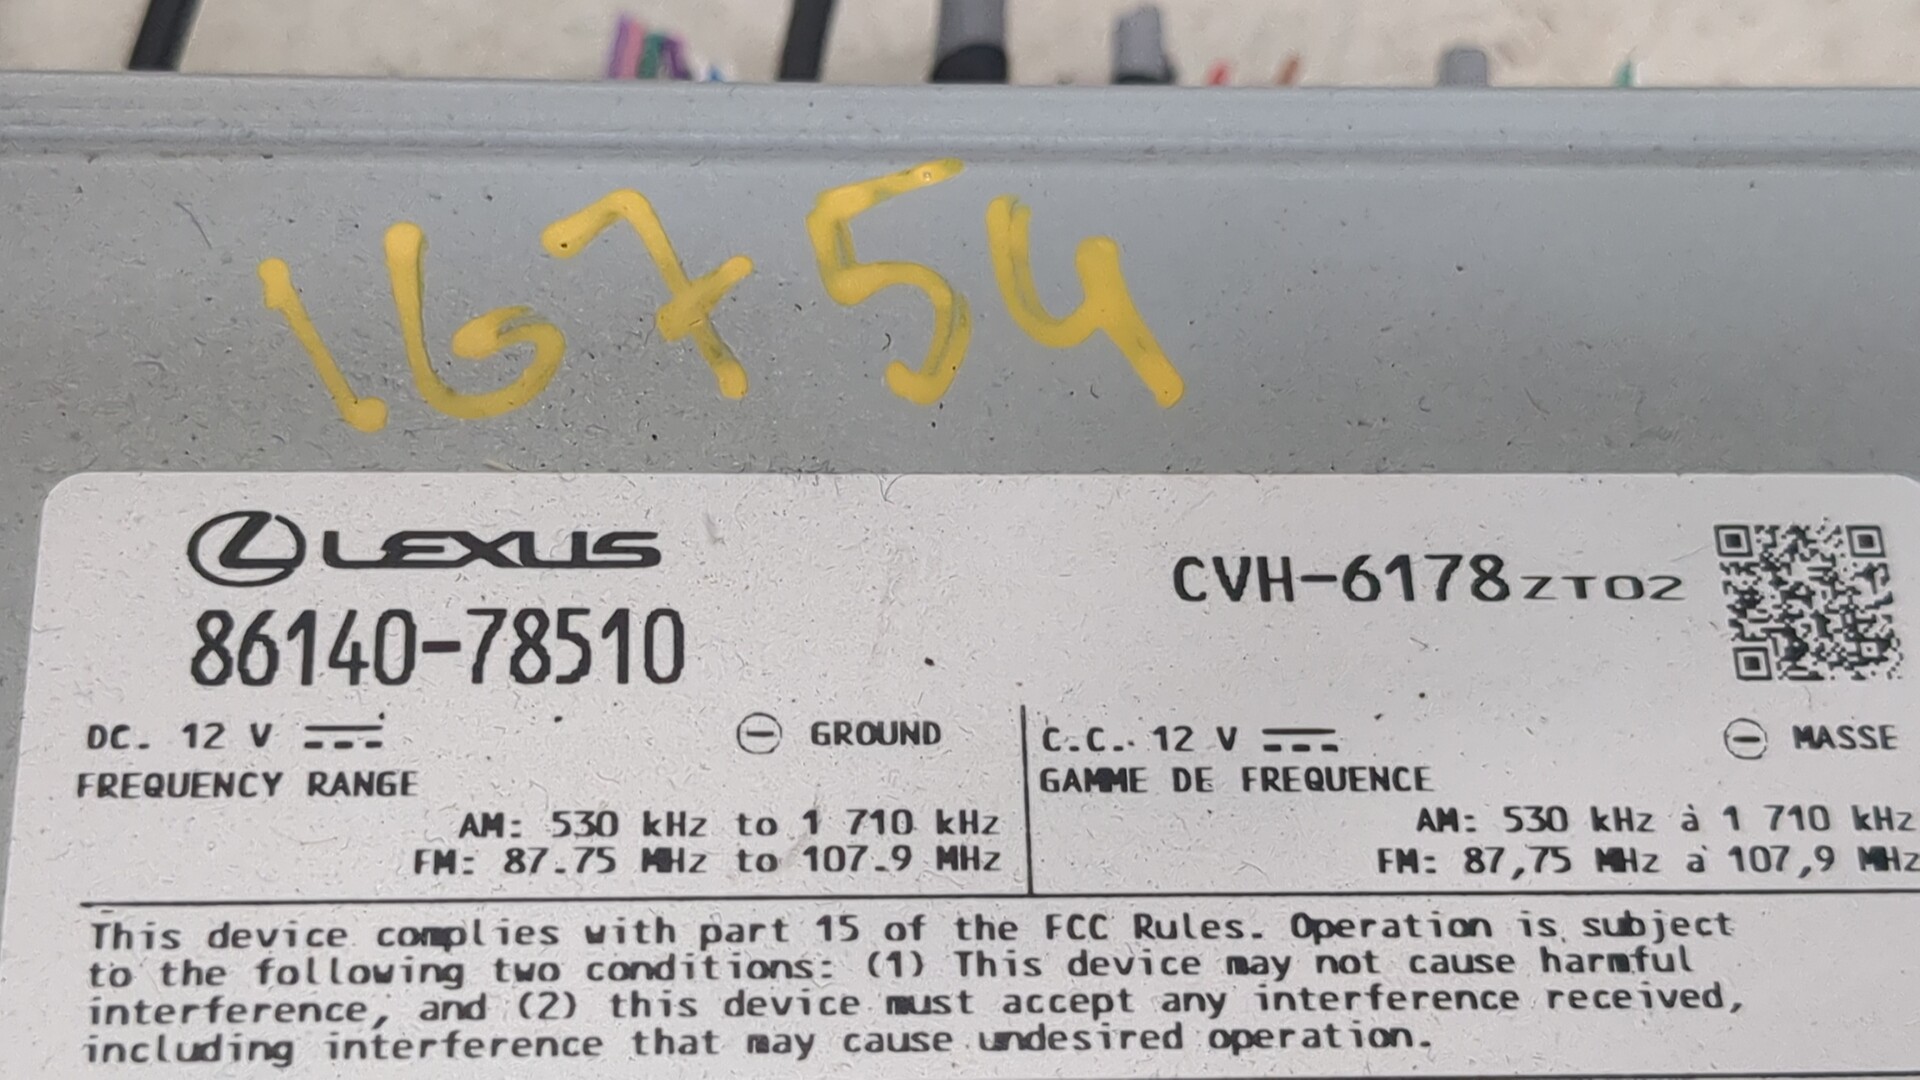 16754
LEXUS
86140-78510
CVH-6178ZT02
DC. 12 V
GROUND
FREQUENCY RANGE
AM: 530 kHz to 1 710 kHz
FM: 87.75 MHz to 107.9 MHz
C.C.. 12 V
MASSE
GAMME DE FREQUENCE
AM: 530 kHz à 1 710 kHz
FM: 87,75 MHz à 107,9 MHz
This device complies with part 15 of the FCC Rules. Operation is subject
to the following two conditions: (1) This device may not cause harmful
interference, and (2) this device must accept any interference received,
including interference that may cause undesired operation.